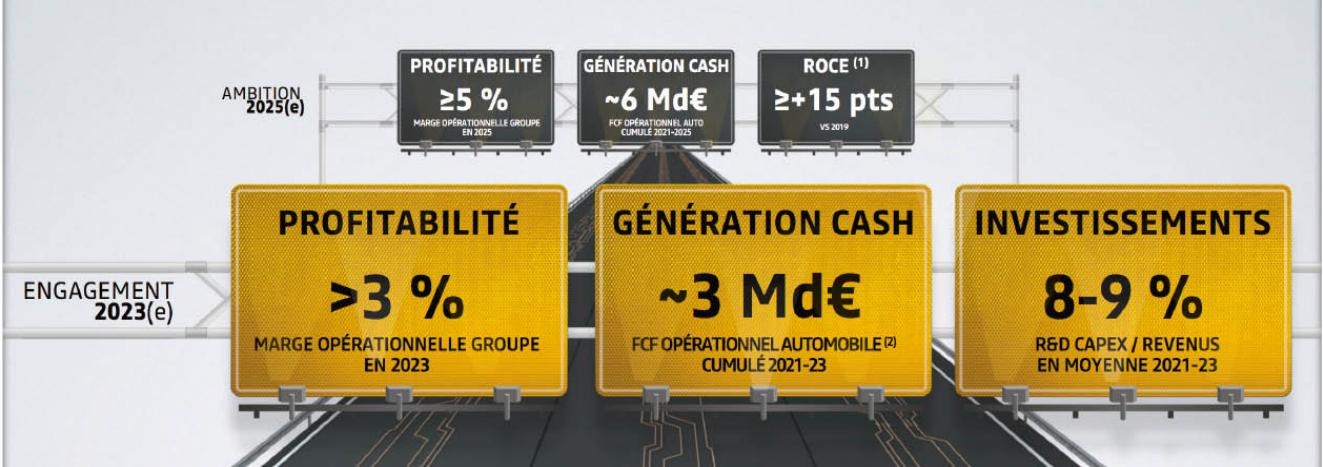 AMBITION
2025(e)
PROFITABILITÉ
≥5 %
MARGE OPÉRATIONNELLE GROUPE
EN 2025
GÉNÉRATION CASH
~6 Md€
FCF OPÉRATIONNEL AUTO
CUMULÉ 2021-2025
ROCE (1)
≥+15 pts
VS 2019
ENGAGEMENT
2023(e)
PROFITABILITÉ
>3 %
MARGE OPÉRATIONNELLE GROUPE
EN 2023
GÉNÉRATION CASH
~3 Md€
FCF OPÉRATIONNEL AUTOMOBILE (2)
CUMULÉ 2021-23
INVESTISSEMENTS
8-9 %
R&D CAPEX / REVENUS
EN MOYENNE 2021-23